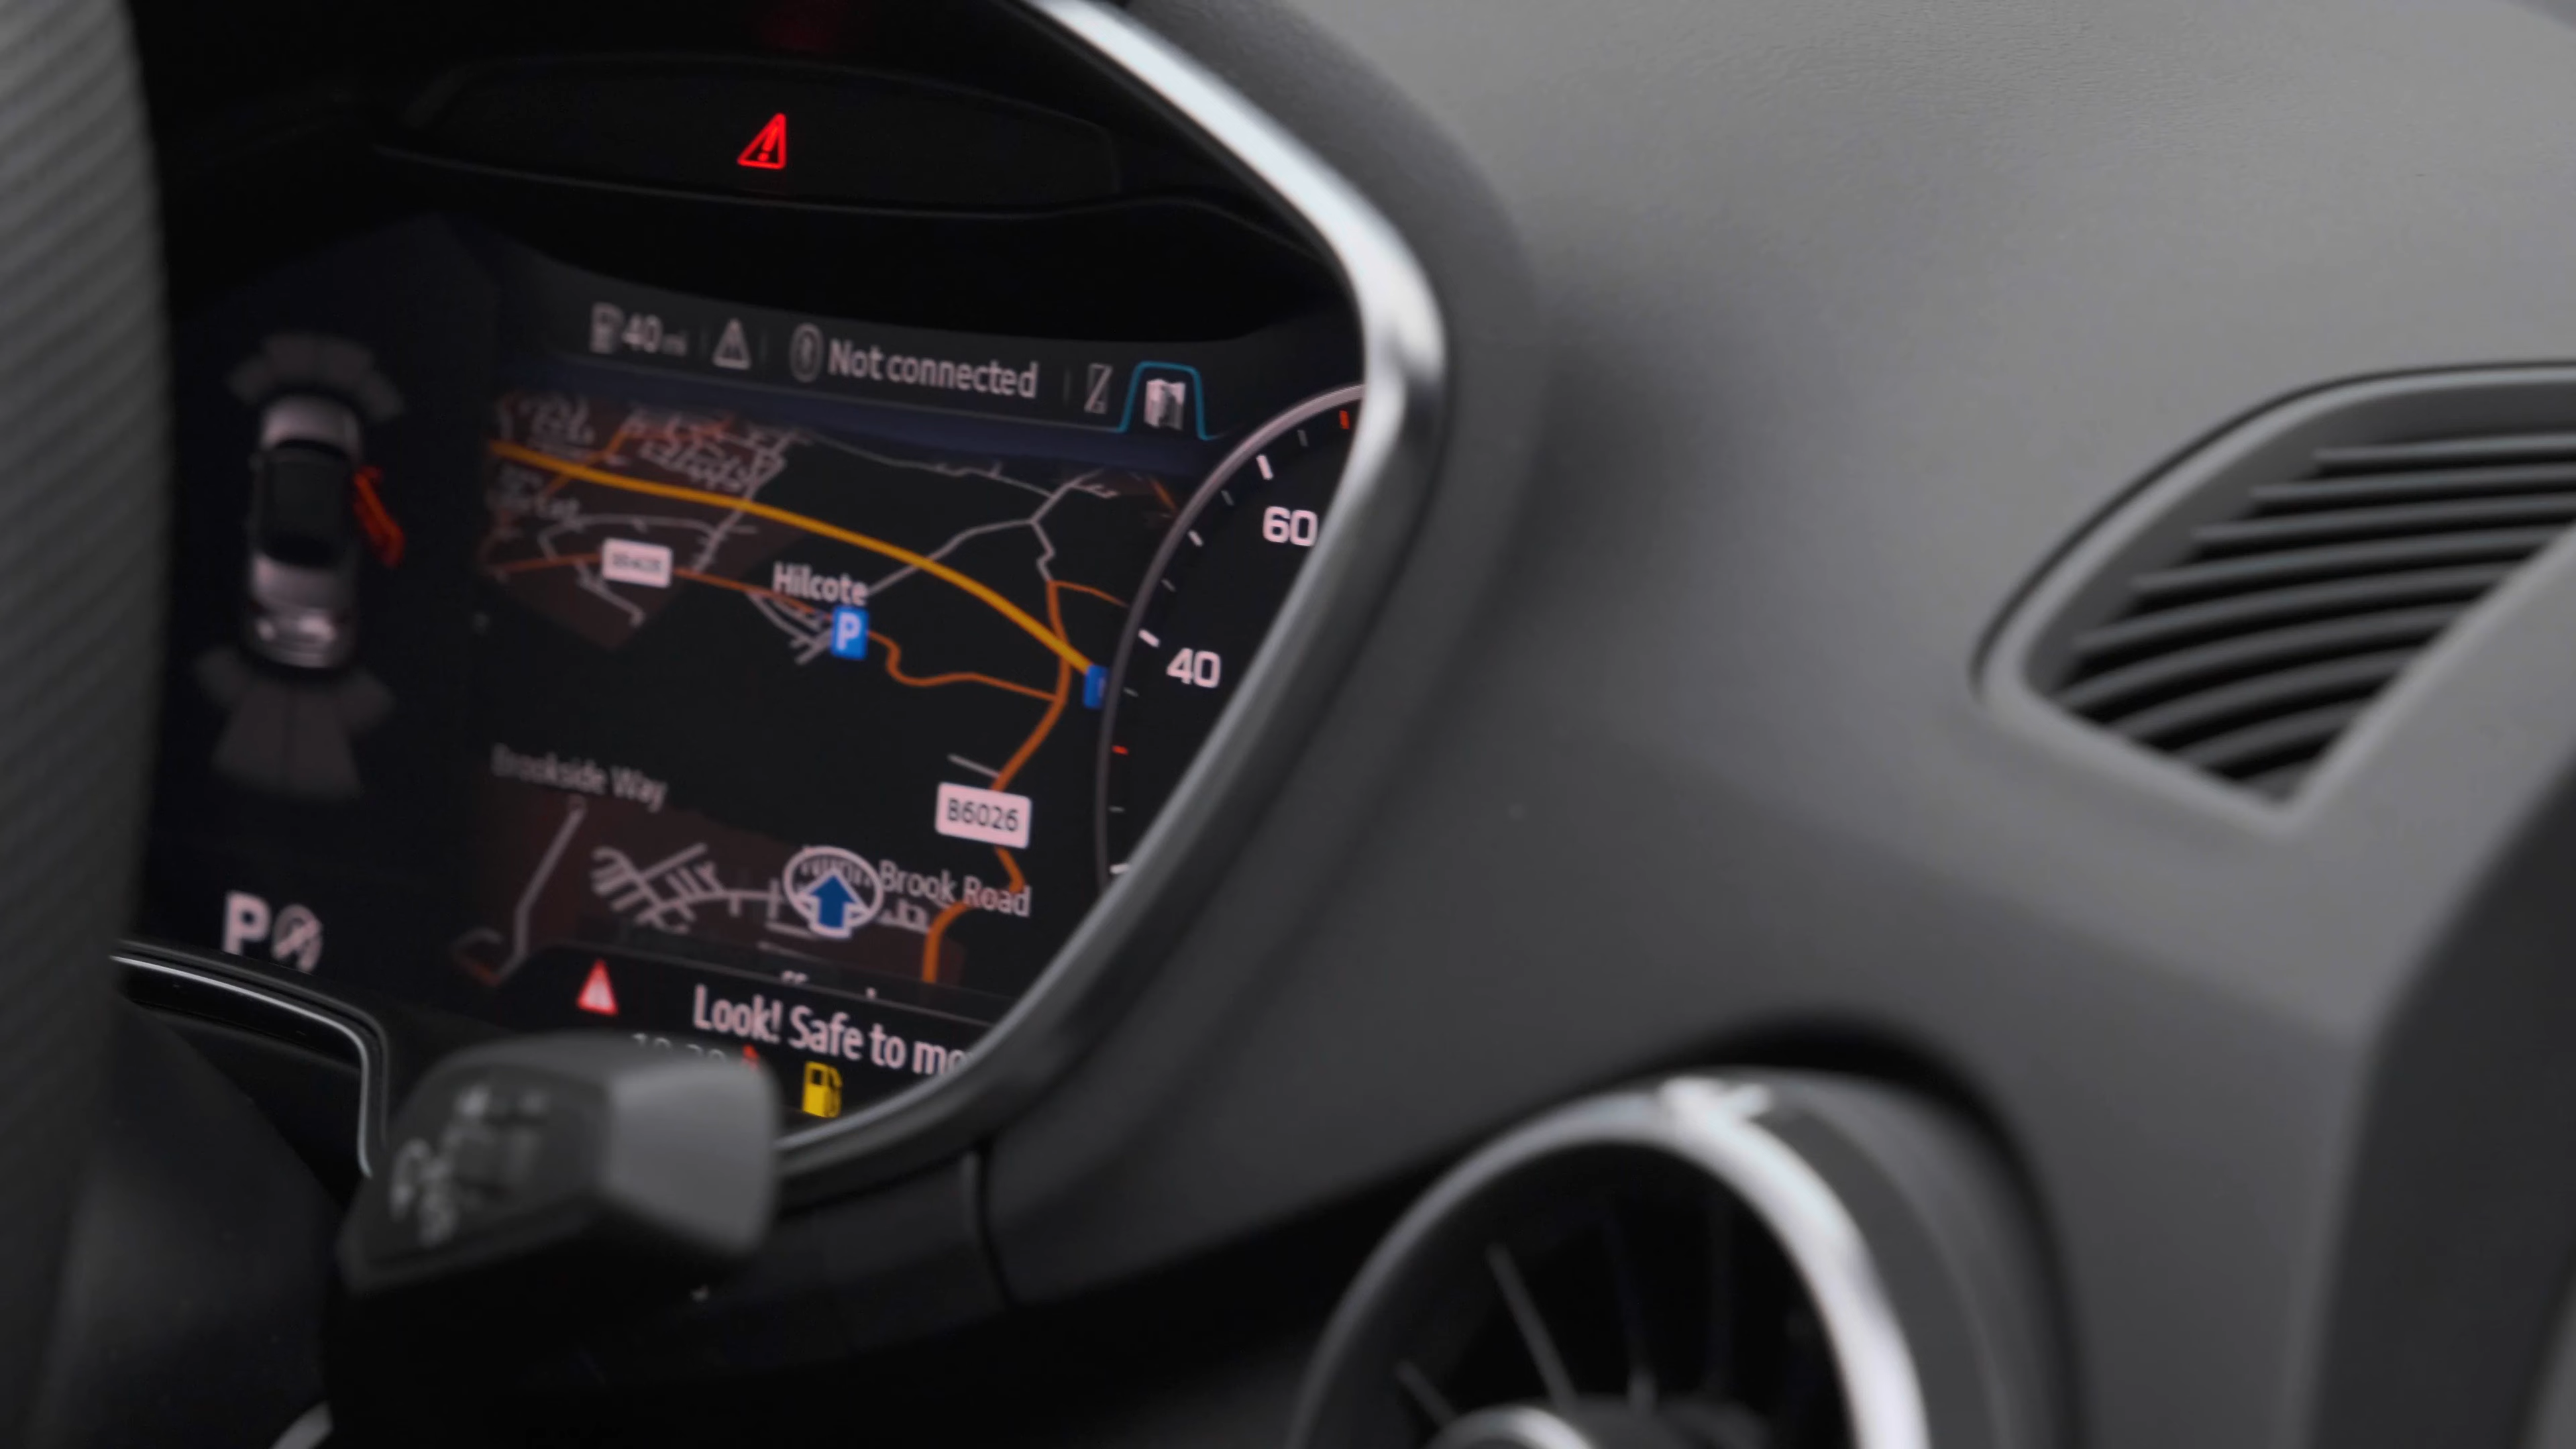 40 mi
Not connected
60
Hilcote
P
40
Brookside Way
B6026
Brook Road
P
Look! Safe to mo